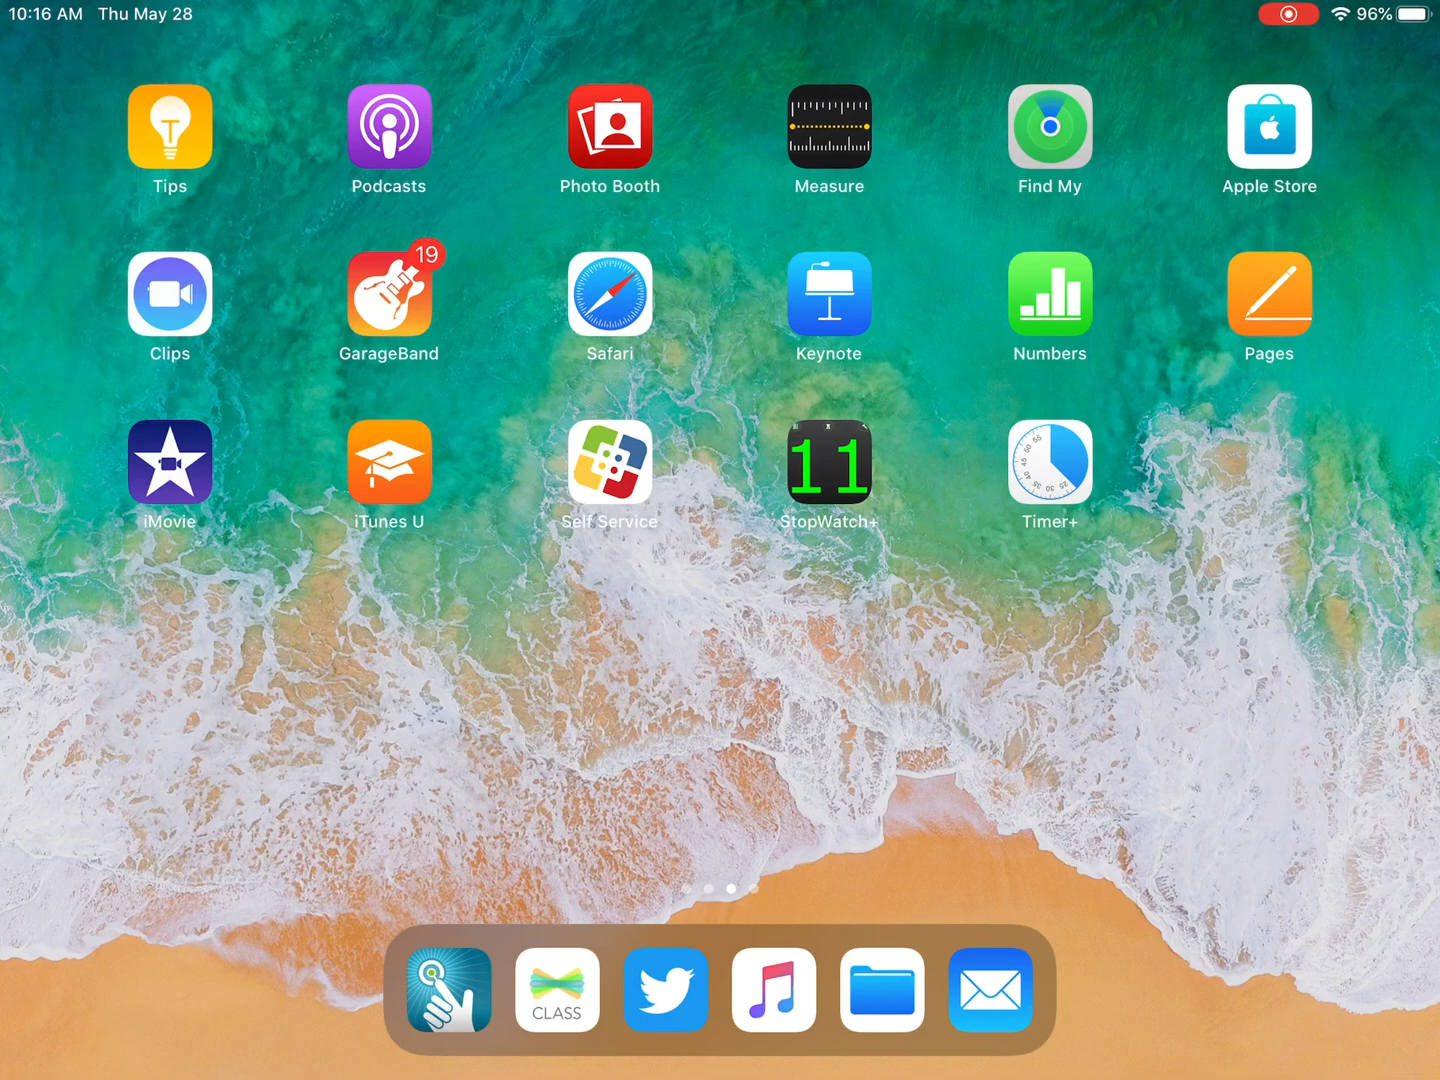 10:16 AM Thu May 28 96%
T
Tips Podcasts Photo Booth Measure Find My Apple Store
19
Clips GarageBand Safari Keynote Numbers Pages
11
iMovie iTunes U Self Service StopWatch+ Timer+
CLASS